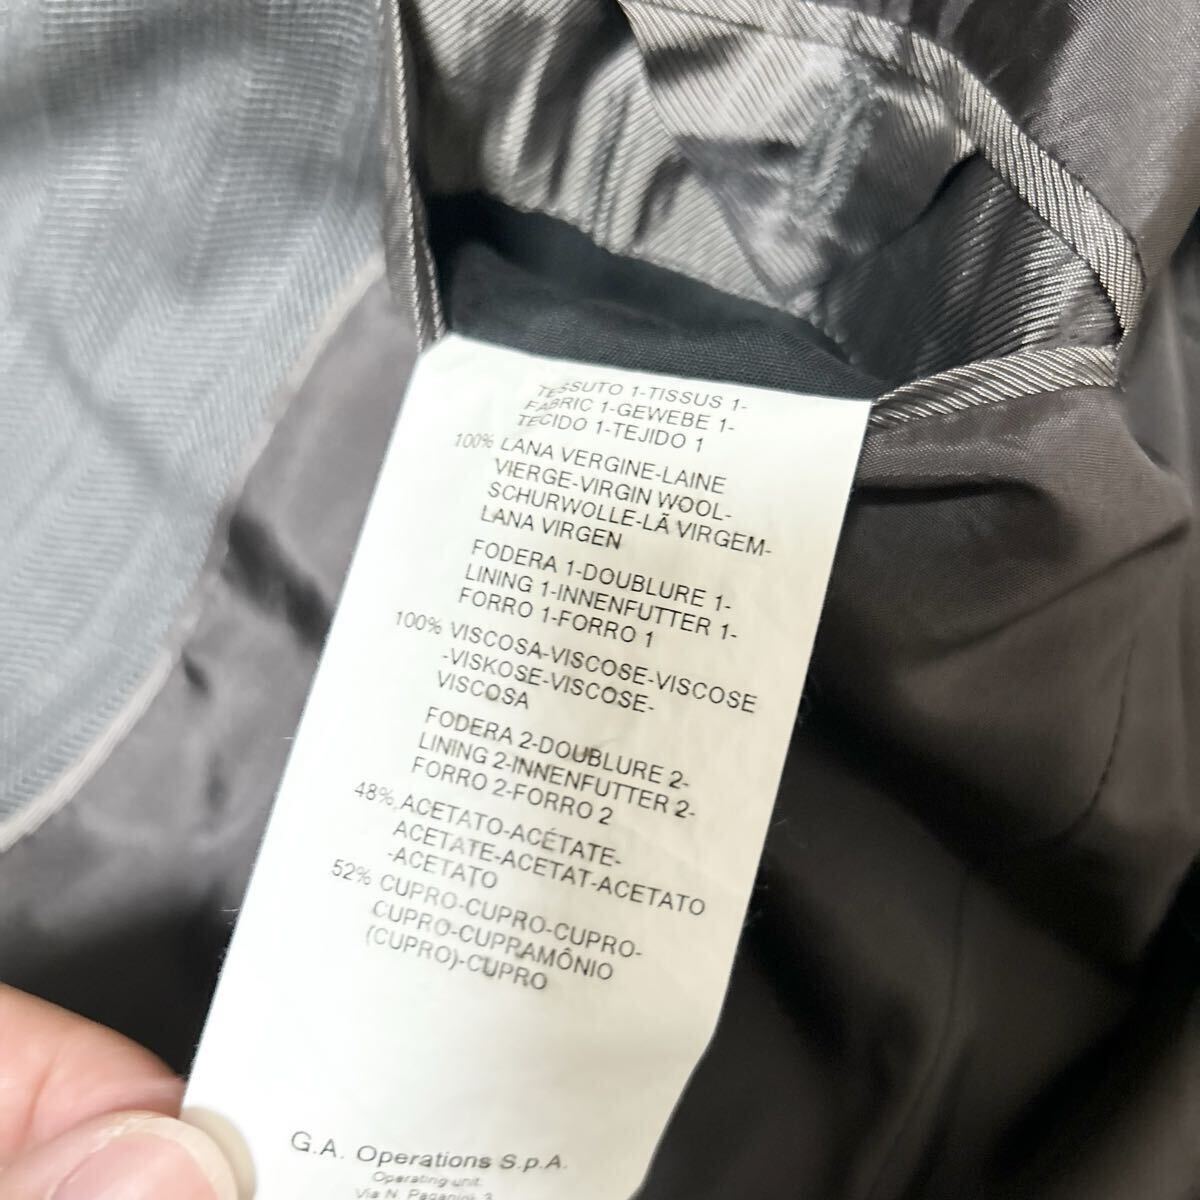 TESSUTO 1-TISSUS 1-
FABRIC 1-GEWEBE 1-
TECIDO 1-TEJIDO 1
100% LANA VERGINE-LAINE
VIERGE-VIRGIN WOOL-
SCHURWOLLE-LÃ VIRGEM-
LANA VIRGEN
FODERA 1-DOUBLURE 1-
LINING 1-INNENFUTTER 1-
FORRO 1-FORRO 1
100% VISCOSA-VISCOSE-VISCOSE
-VISKOSE-VISCOSE-
VISCOSA
FODERA 2-DOUBLURE 2-
LINING 2-INNENFUTTER 2-
FORRO 2-FORRO 2
48% ACETATO-ACÉTATE-
ACETATE-ACETAT-ACETATO
-ACETATO
52% CUPRO-CUPRO-CUPRO-
CUPRO-CUPRAMÔNIO
(CUPRO)-CUPRO
G.A. Operations S.p.A.
Operating unit:
Via N. Paganini, 3